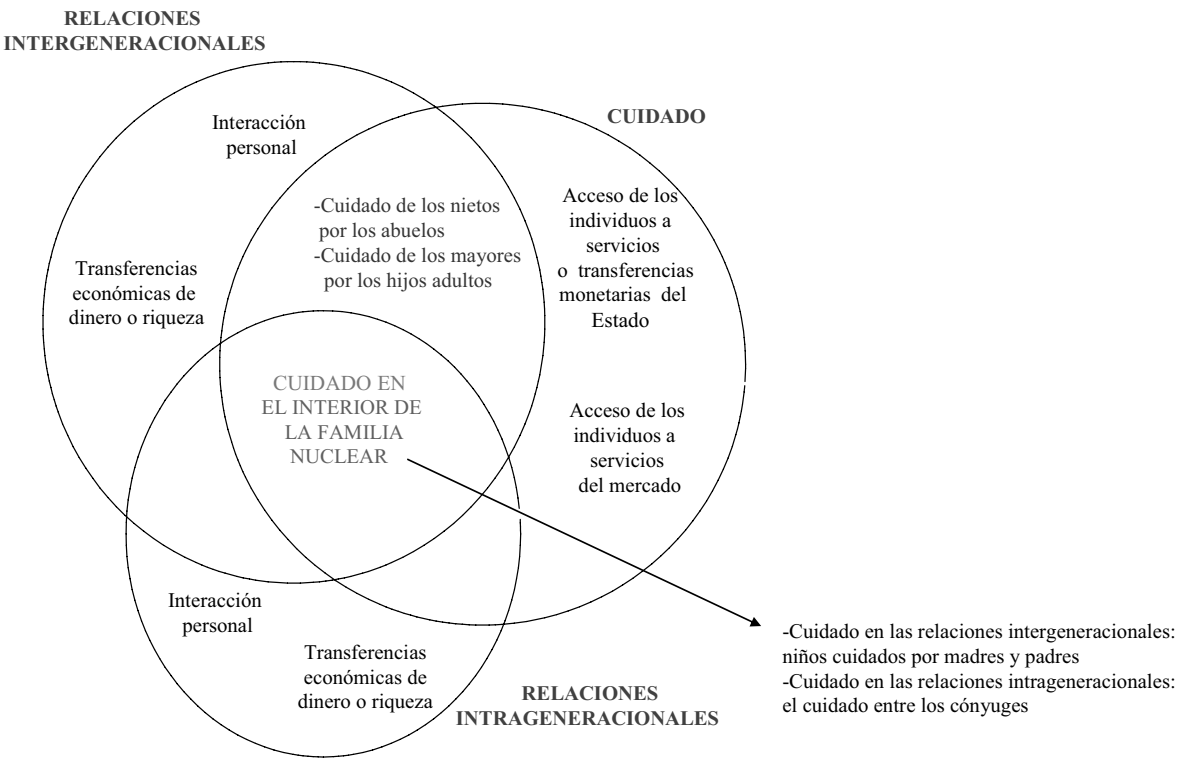 RELACIONES
INTERGENERACIONALES
CUIDADO
Interacción
personal
-Cuidado de los nietos
por los abuelos
-Cuidado de los mayores
por los hijos adultos
Acceso de los
individuos a
servicios
o transferencias
monetarias del
Estado
Transferencias
económicas de
dinero o riqueza
CUIDADO EN
EL INTERIOR DE
LA FAMILIA
NUCLEAR
Acceso de los
individuos a
servicios
del mercado
Interacción
personal
Transferencias
económicas de
dinero o riqueza
RELACIONES
INTRAGENERACIONALES
-Cuidado en las relaciones intergeneracionales:
niños cuidados por madres y padres
-Cuidado en las relaciones intrageneracionales:
el cuidado entre los cónyuges